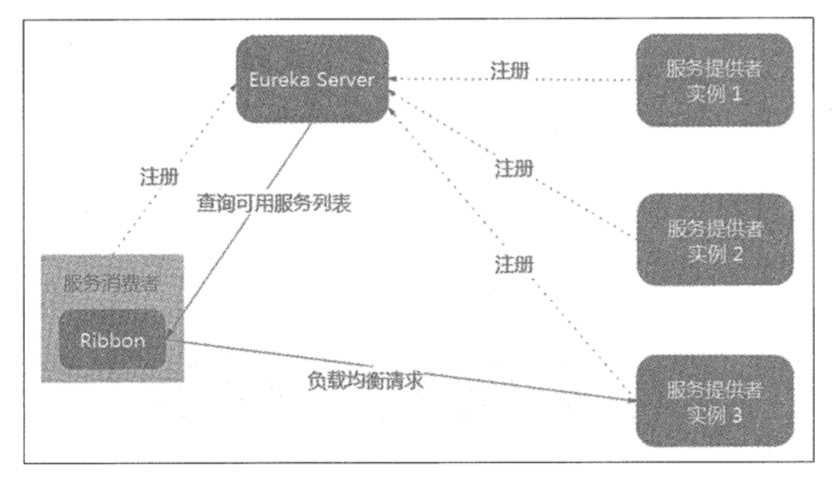 Eureka Server
注册
服务提供者
实例 1
注册
注册
查询可用服务列表
服务提供者
实例 2
注册
服务消费者
Ribbon
负载均衡请求
服务提供者
实例 3